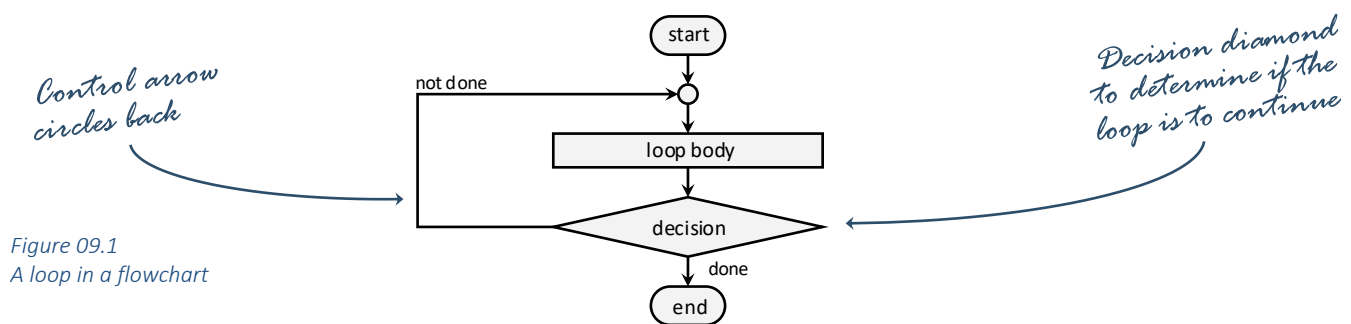 start
Control arrow
circles back
not done
Decision diamond
to determine if the
loop is to continue
loop body
decision
Figure 09.1
A loop in a flowchart
done
end